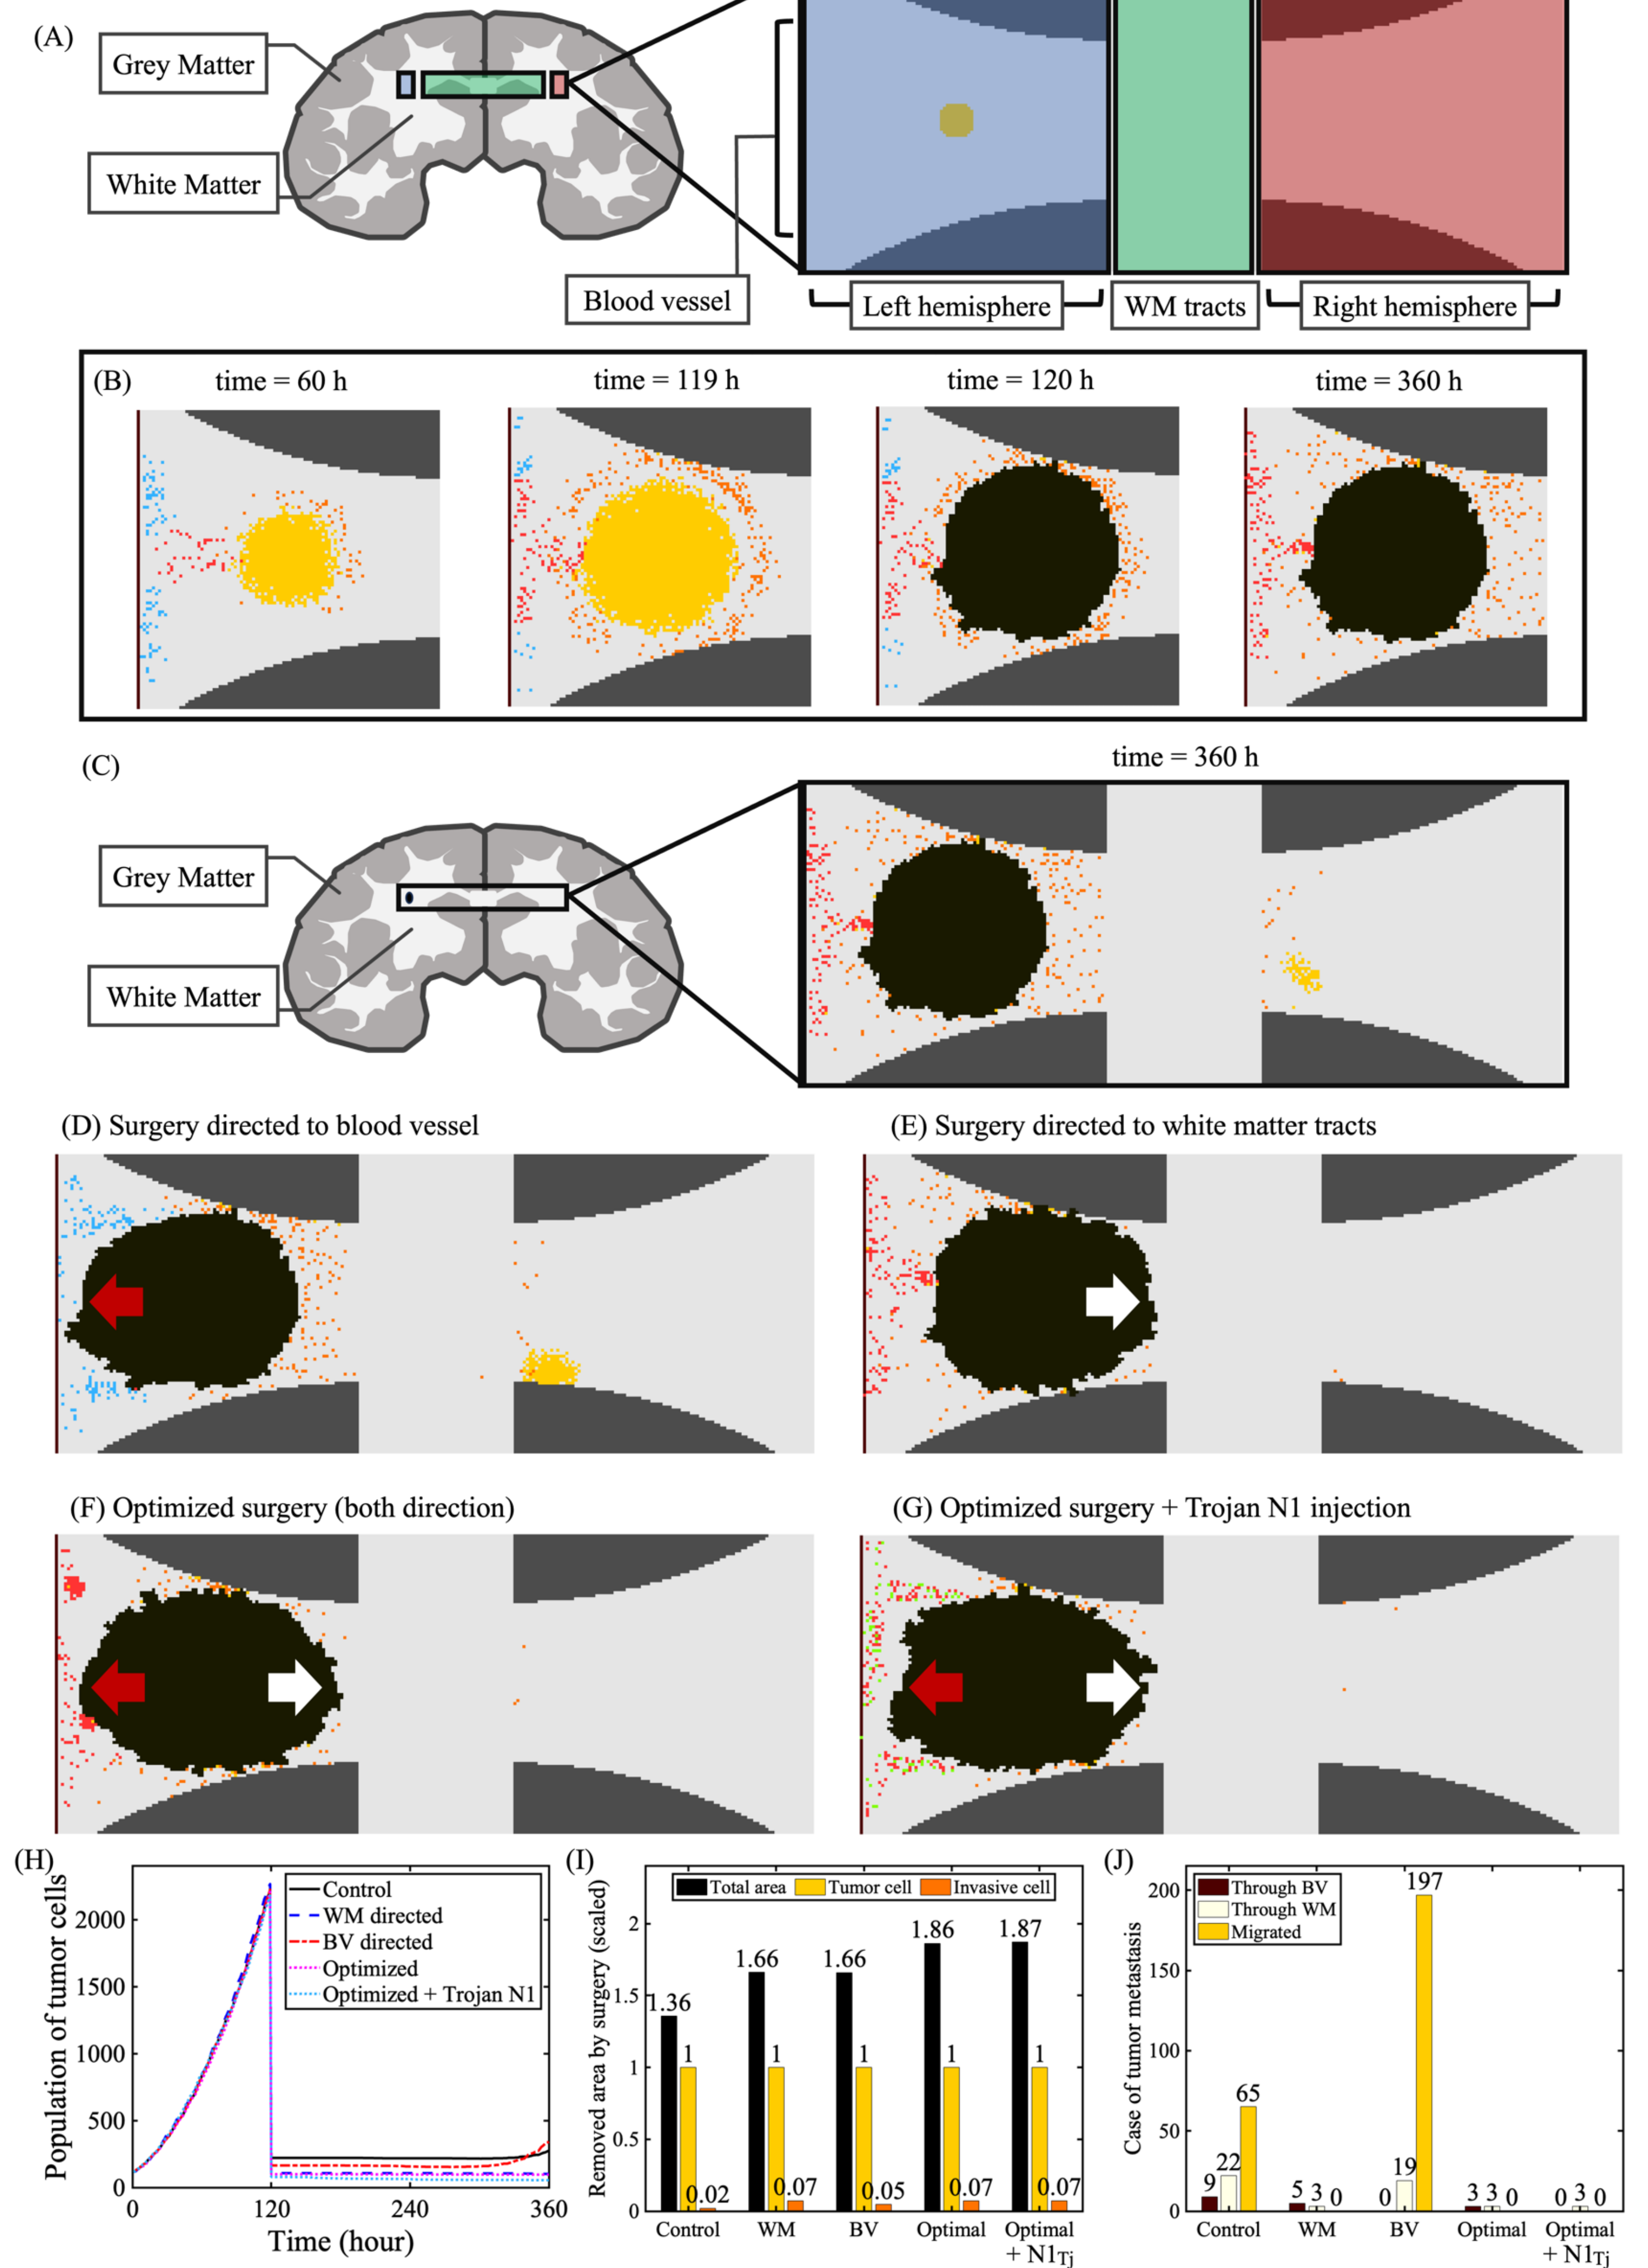 (A)
Grey Matter
White Matter
Blood vessel
Left hemisphere
WM tracts
Right hemisphere
(B)
time = 60 h
time = 119 h
time = 120 h
time = 360 h
(C)
time = 360 h
Grey Matter
White Matter
(D) Surgery directed to blood vessel
(E) Surgery directed to white matter tracts
(F) Optimized surgery (both direction)
(G) Optimized surgery + Trojan N1 injection
(H)
Population of tumor cells
2000
1500
1000
500
0
0
120
240
360
Time (hour)
Control
WM directed
BV directed
Optimized
Optimized + Trojan N1
(I)
Removed area by surgery (scaled)
2
1.5
1
0.5
0
Total area
Tumor cell
Invasive cell
1.36
1
0.02
1.66
1
0.07
1.66
1
0.05
1.86
1
0.07
1.87
1
0.07
Control
WM
BV
Optimal
Optimal
+ N1Tj
(J)
Case of tumor metastasis
200
150
100
50
0
Through BV
Through WM
Migrated
9
22
65
5
3
0
0
19
197
3
3
0
0
3
0
Control
WM
BV
Optimal
Optimal
+ N1Tj